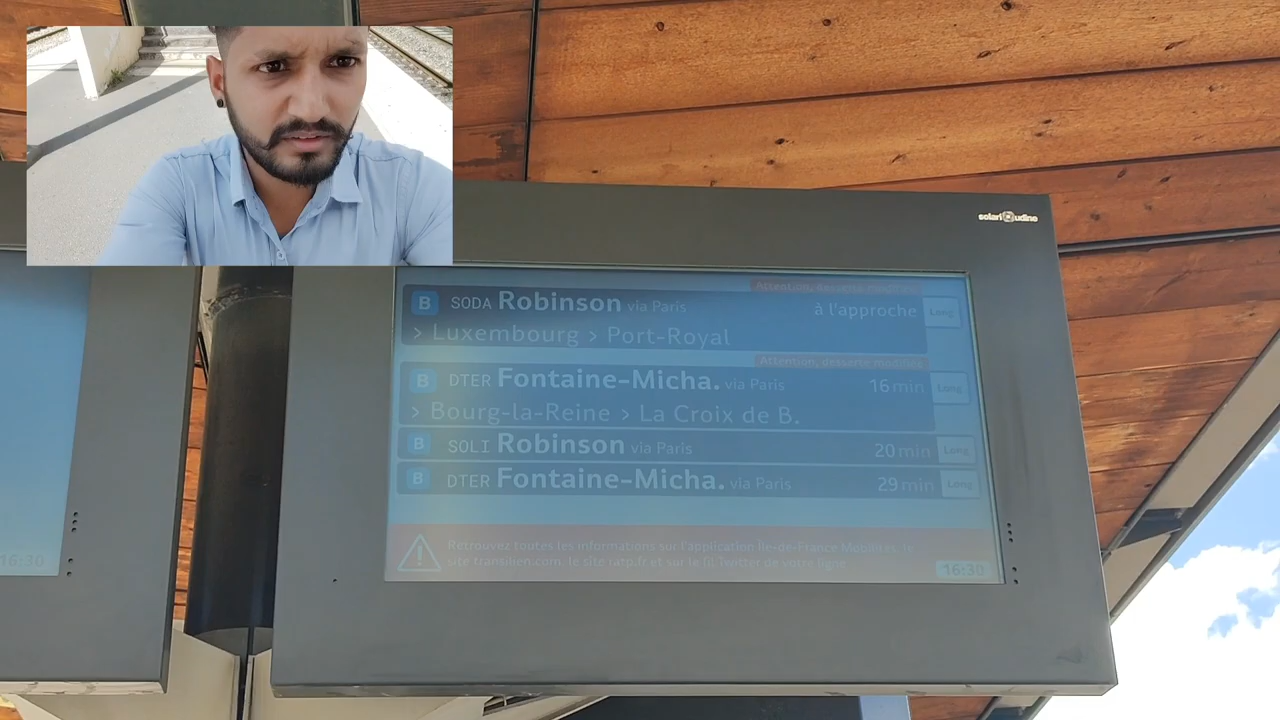 solari udine
Attention, desserte modifiée
B SODA Robinson via Paris à l'approche Long
> Luxembourg > Port-Royal
Attention, desserte modifiée
B DTER Fontaine-Micha. via Paris 16 min Long
> Bourg-la-Reine > La Croix de B.
B SOLI Robinson via Paris 20 min Long
B DTER Fontaine-Micha. via Paris 29 min Long
Retrouvez toutes les informations sur l'application Île-de-France Mobilités, le
site transilien.com, le site ratp.fr et sur le fil Twitter de votre ligne.
16:30
16:30